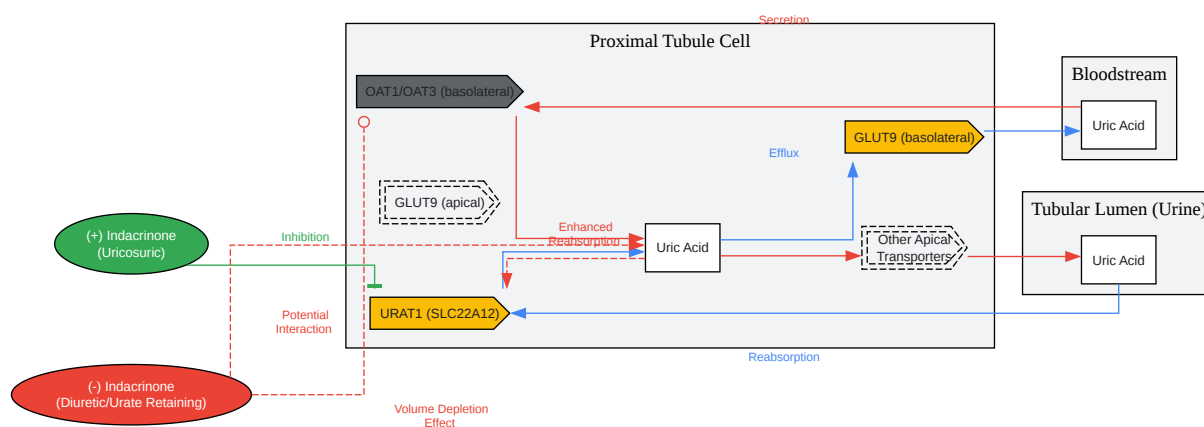 Secretion
Proximal Tubule Cell
Bloodstream
OAT1/OAT3 (basolateral)
Uric Acid
GLUT9 (basolateral)
Efflux
GLUT9 (apical)
Tubular Lumen (Urine)
(+) Indacrinone
(Uricosuric)
Inhibition
Enhanced
Reabsorption
Uric Acid
Other Apical
Transporters
Uric Acid
URAT1 (SLC22A12)
Potential
Interaction
Reabsorption
(-) Indacrinone
(Diuretic/Urate Retaining)
Volume Depletion
Effect